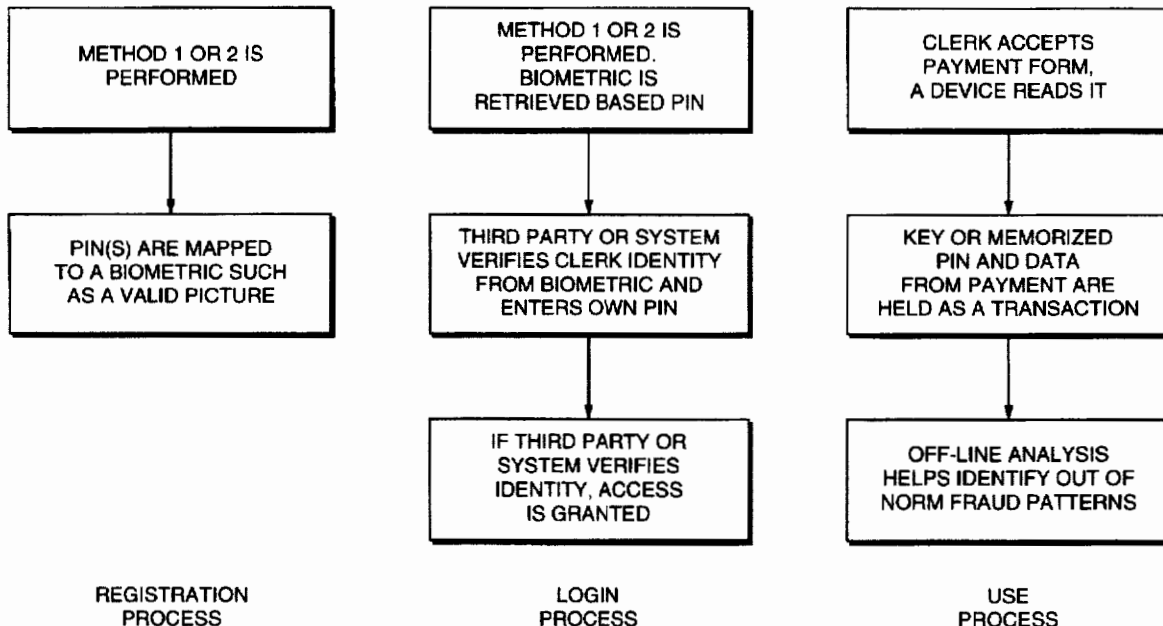 METHOD 1 OR 2 IS
PERFORMED
PIN(S) ARE MAPPED
TO A BIOMETRIC SUCH
AS A VALID PICTURE
REGISTRATION
PROCESS
METHOD 1 OR 2 IS
PERFORMED.
BIOMETRIC IS
RETRIEVED BASED PIN
THIRD PARTY OR SYSTEM
VERIFIES CLERK IDENTITY
FROM BIOMETRIC AND
ENTERS OWN PIN
IF THIRD PARTY OR
SYSTEM VERIFIES
IDENTITY, ACCESS
IS GRANTED
LOGIN
PROCESS
CLERK ACCEPTS
PAYMENT FORM,
A DEVICE READS IT
KEY OR MEMORIZED
PIN AND DATA
FROM PAYMENT ARE
HELD AS A TRANSACTION
OFF-LINE ANALYSIS
HELPS IDENTIFY OUT OF
NORM FRAUD PATTERNS
USE
PROCESS